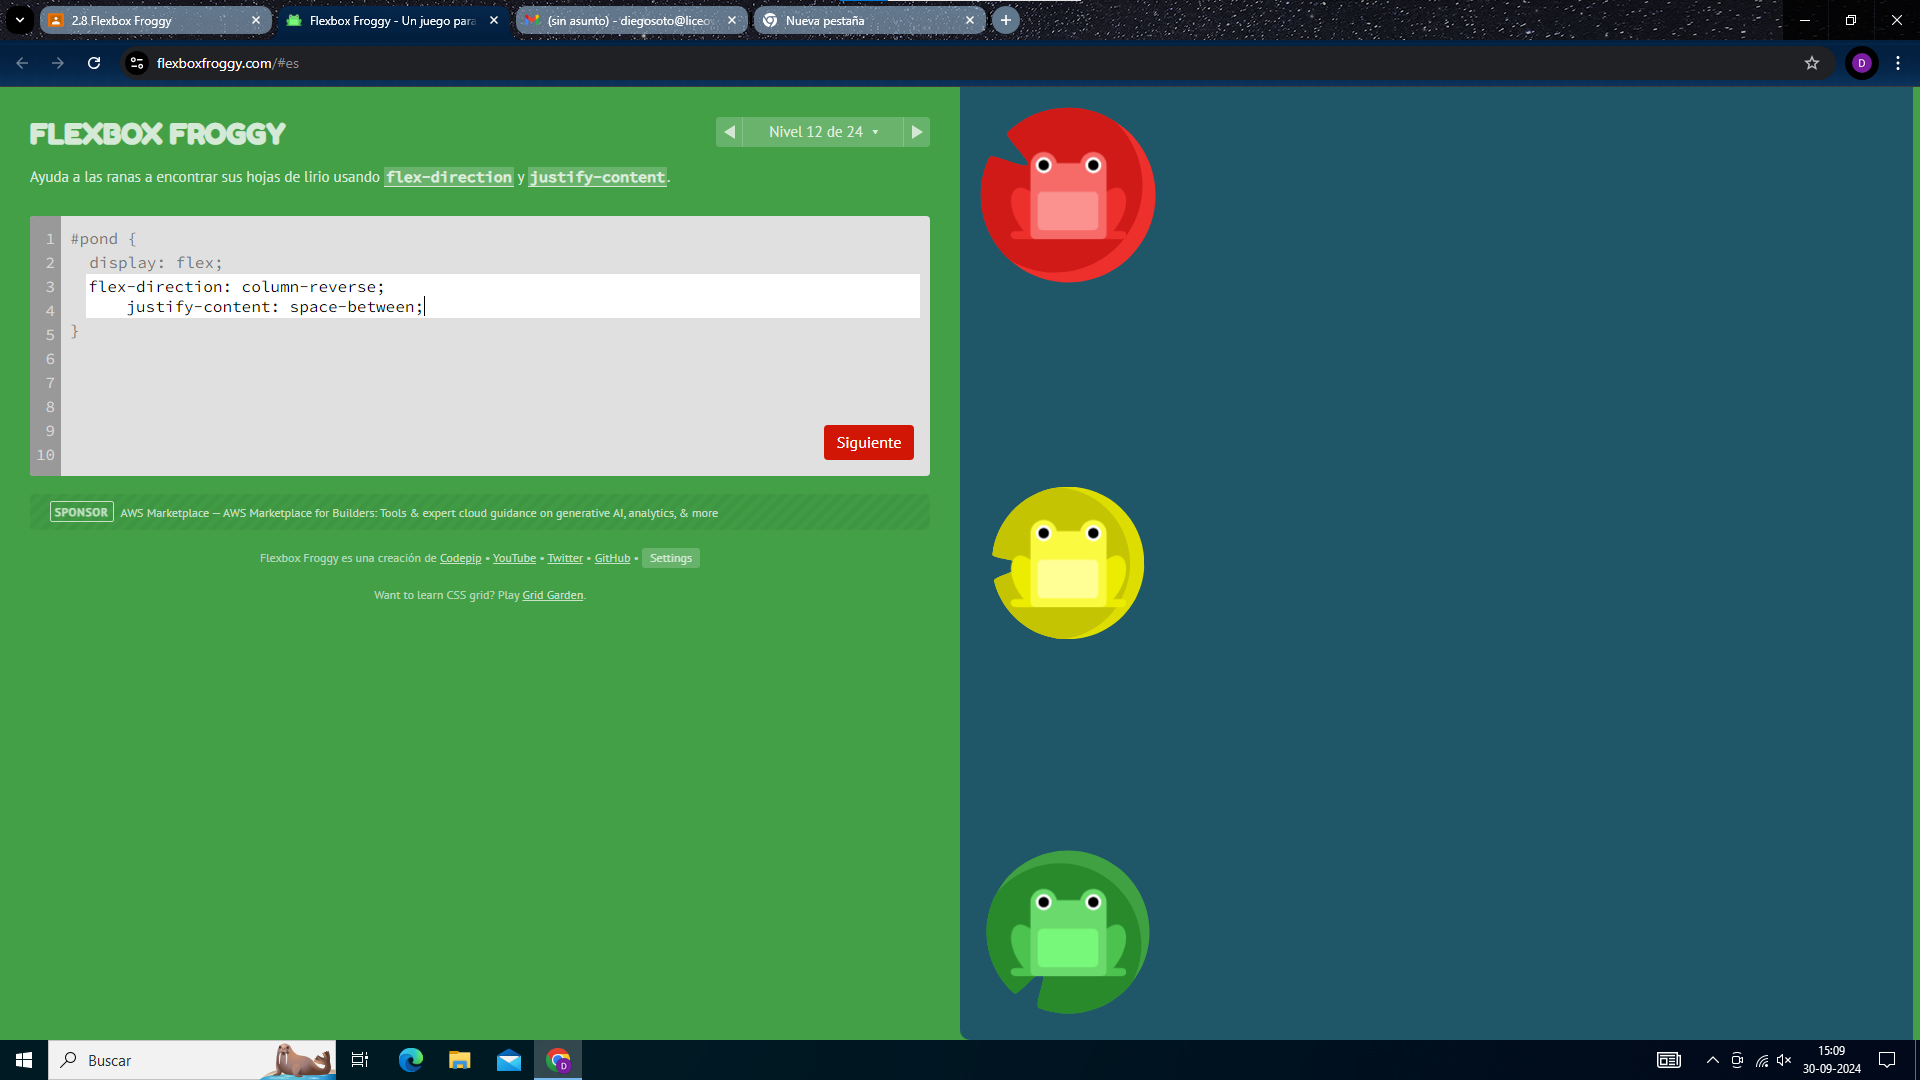 2.8 Flexbox Froggy
Flexbox Froggy - Un juego para
(sin asunto) - diegosoto@liceov
Nueva pestaña
flexboxfroggy.com/#es
D
FLEXBOX FROGGY
Nivel 12 de 24
Ayuda a las ranas a encontrar sus hojas de lirio usando flex-direction y justify-content.
1 #pond {
2 display: flex;
3 flex-direction: column-reverse;
4 justify-content: space-between;
5 }
6
7
8
9
10
Siguiente
SPONSOR AWS Marketplace — AWS Marketplace for Builders: Tools & expert cloud guidance on generative AI, analytics, & more
Flexbox Froggy es una creación de Codepip • YouTube • Twitter • GitHub • Settings
Want to learn CSS grid? Play Grid Garden.
Buscar
D
15:09
30-09-2024